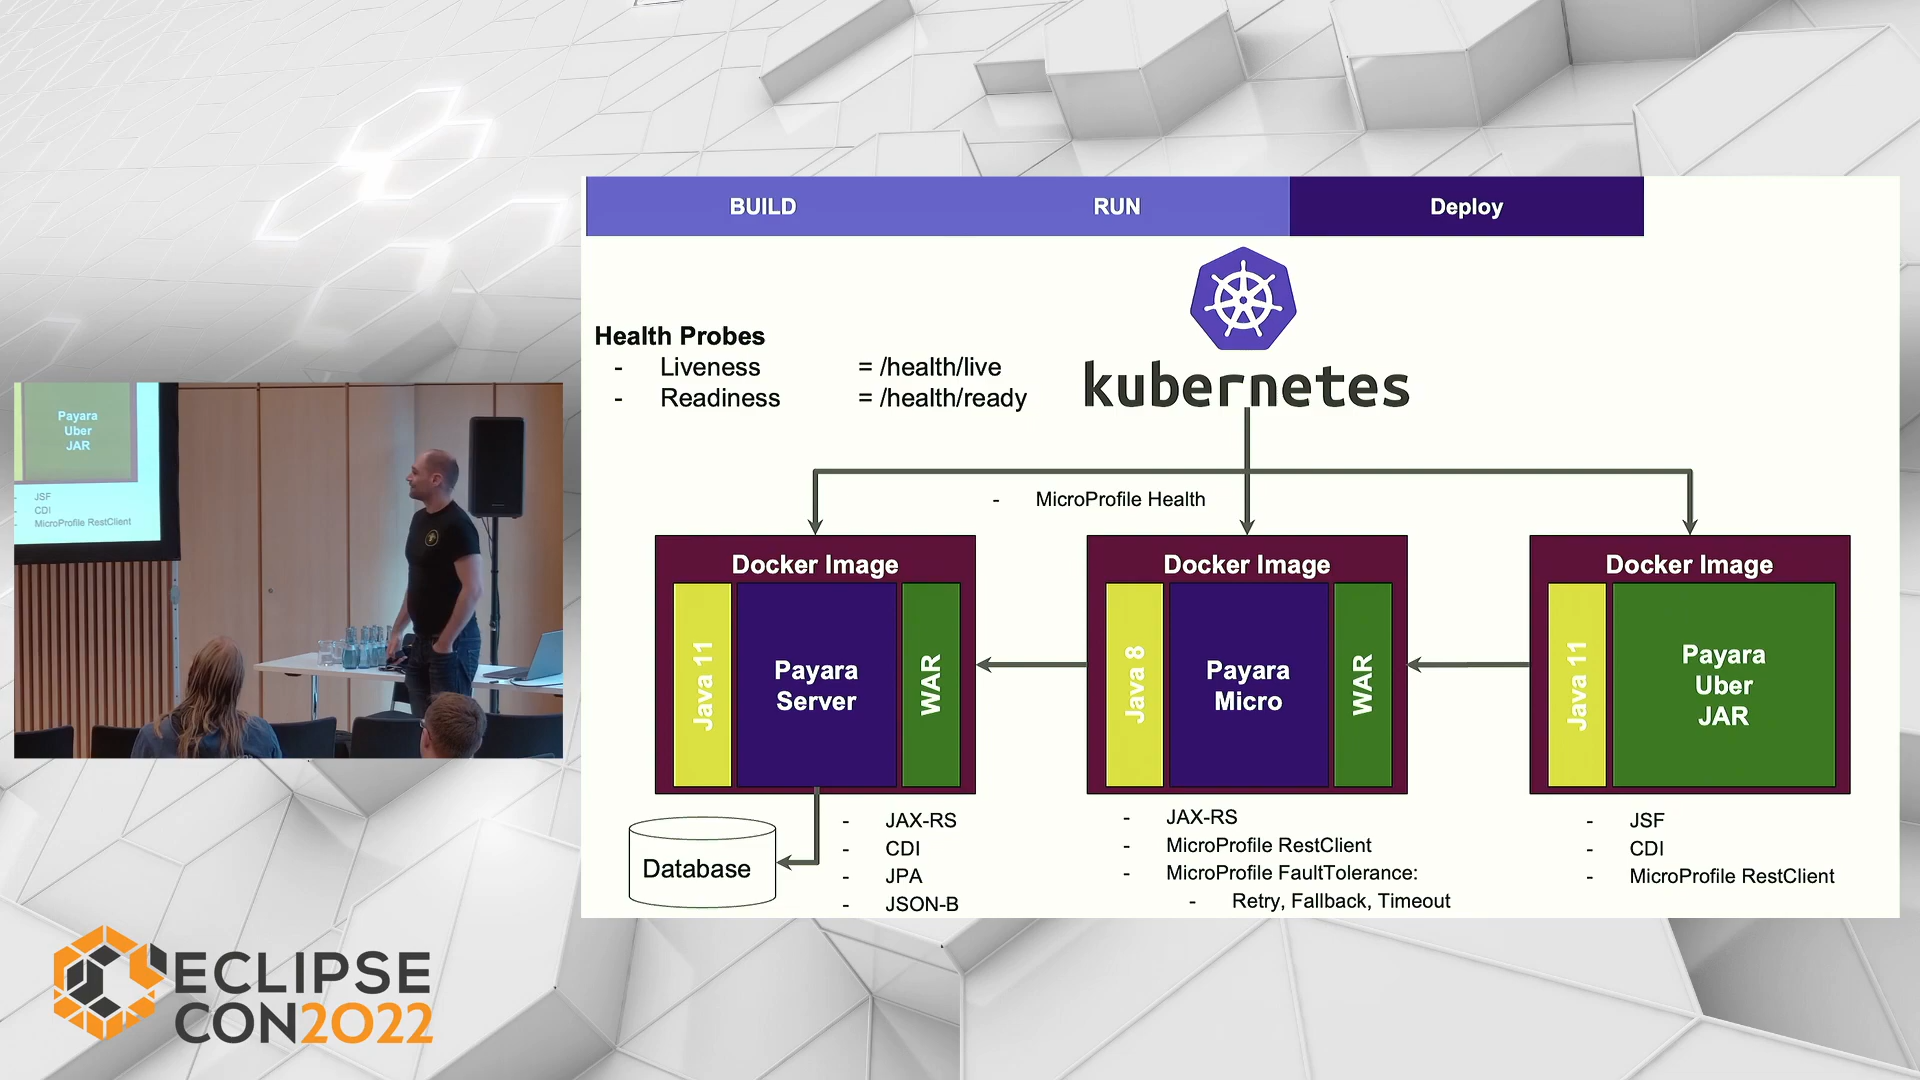 BUILD
RUN
Deploy
Health Probes
- Liveness = /health/live
- Readiness = /health/ready
kubernetes
- MicroProfile Health
Docker Image
Java 11
Payara
Server
WAR
Docker Image
Java 8
Payara
Micro
WAR
Docker Image
Java 11
Payara
Uber
JAR
Database
- JAX-RS
- CDI
- JPA
- JSON-B
- JAX-RS
- MicroProfile RestClient
- MicroProfile FaultTolerance:
- Retry, Fallback, Timeout
- JSF
- CDI
- MicroProfile RestClient
Payara
Uber
JAR
- JSF
- CDI
- MicroProfile RestClient
ECLIPSE
CON2022